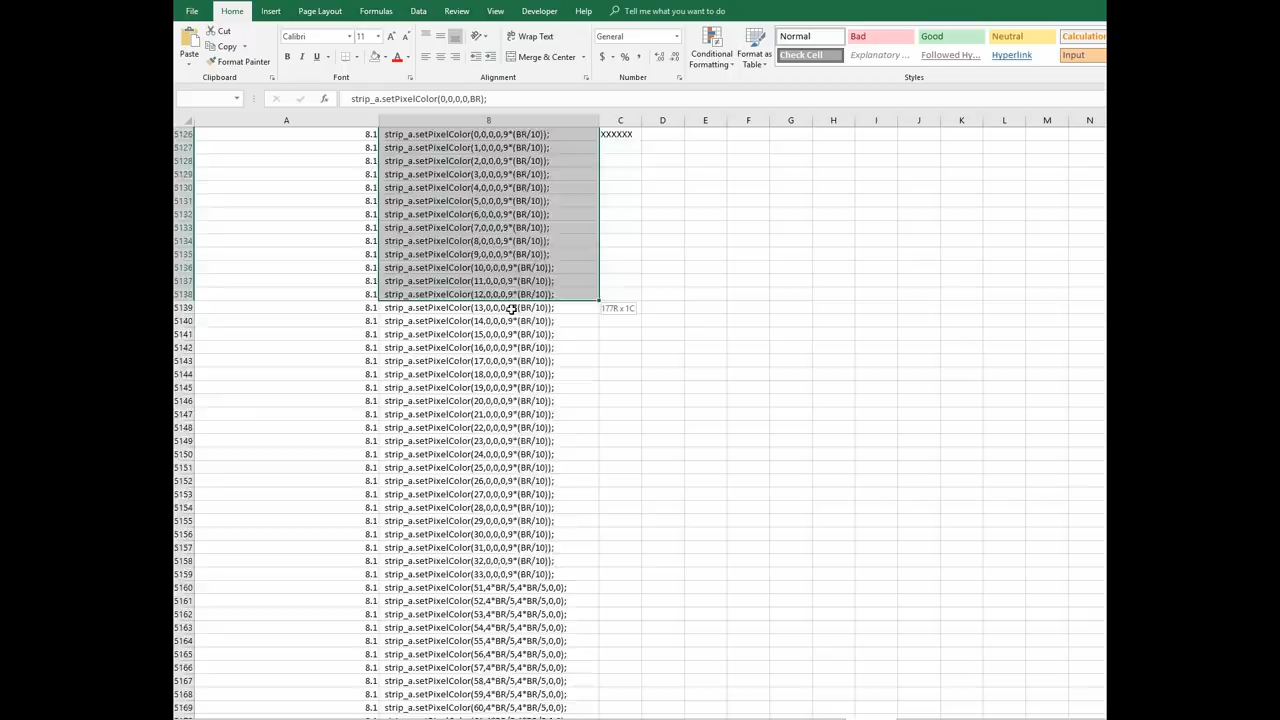 File Home Insert Page Layout Formulas Data Review View Developer Help Tell me what you want to do
Paste Cut Copy Format Painter Clipboard
Calibri 11 B I U A Font
Wrap Text Merge & Center Alignment
General $ % , Number
Conditional Formatting Format as Table
Normal Bad Good Neutral Calculation
Check Cell Explanatory ... Followed Hy... Hyperlink Input
Styles
fx strip_a.setPixelColor(0,0,0,0,BR);
A B C D E F G H I J K L M N
5126 8.1 strip_a.setPixelColor(0,0,0,0,9*(BR/10)); XXXXXX
5127 8.1 strip_a.setPixelColor(1,0,0,0,9*(BR/10));
5128 8.1 strip_a.setPixelColor(2,0,0,0,9*(BR/10));
5129 8.1 strip_a.setPixelColor(3,0,0,0,9*(BR/10));
5130 8.1 strip_a.setPixelColor(4,0,0,0,9*(BR/10));
5131 8.1 strip_a.setPixelColor(5,0,0,0,9*(BR/10));
5132 8.1 strip_a.setPixelColor(6,0,0,0,9*(BR/10));
5133 8.1 strip_a.setPixelColor(7,0,0,0,9*(BR/10));
5134 8.1 strip_a.setPixelColor(8,0,0,0,9*(BR/10));
5135 8.1 strip_a.setPixelColor(9,0,0,0,9*(BR/10));
5136 8.1 strip_a.setPixelColor(10,0,0,0,9*(BR/10));
5137 8.1 strip_a.setPixelColor(11,0,0,0,9*(BR/10));
5138 8.1 strip_a.setPixelColor(12,0,0,0,9*(BR/10));
5139 8.1 strip_a.setPixelColor(13,0,0,0,9*(BR/10)); 177R x 1C
5140 8.1 strip_a.setPixelColor(14,0,0,0,9*(BR/10));
5141 8.1 strip_a.setPixelColor(15,0,0,0,9*(BR/10));
5142 8.1 strip_a.setPixelColor(16,0,0,0,9*(BR/10));
5143 8.1 strip_a.setPixelColor(17,0,0,0,9*(BR/10));
5144 8.1 strip_a.setPixelColor(18,0,0,0,9*(BR/10));
5145 8.1 strip_a.setPixelColor(19,0,0,0,9*(BR/10));
5146 8.1 strip_a.setPixelColor(20,0,0,0,9*(BR/10));
5147 8.1 strip_a.setPixelColor(21,0,0,0,9*(BR/10));
5148 8.1 strip_a.setPixelColor(22,0,0,0,9*(BR/10));
5149 8.1 strip_a.setPixelColor(23,0,0,0,9*(BR/10));
5150 8.1 strip_a.setPixelColor(24,0,0,0,9*(BR/10));
5151 8.1 strip_a.setPixelColor(25,0,0,0,9*(BR/10));
5152 8.1 strip_a.setPixelColor(26,0,0,0,9*(BR/10));
5153 8.1 strip_a.setPixelColor(27,0,0,0,9*(BR/10));
5154 8.1 strip_a.setPixelColor(28,0,0,0,9*(BR/10));
5155 8.1 strip_a.setPixelColor(29,0,0,0,9*(BR/10));
5156 8.1 strip_a.setPixelColor(30,0,0,0,9*(BR/10));
5157 8.1 strip_a.setPixelColor(31,0,0,0,9*(BR/10));
5158 8.1 strip_a.setPixelColor(32,0,0,0,9*(BR/10));
5159 8.1 strip_a.setPixelColor(33,0,0,0,9*(BR/10));
5160 8.1 strip_a.setPixelColor(51,4*BR/5,4*BR/5,0,0);
5161 8.1 strip_a.setPixelColor(52,4*BR/5,4*BR/5,0,0);
5162 8.1 strip_a.setPixelColor(53,4*BR/5,4*BR/5,0,0);
5163 8.1 strip_a.setPixelColor(54,4*BR/5,4*BR/5,0,0);
5164 8.1 strip_a.setPixelColor(55,4*BR/5,4*BR/5,0,0);
5165 8.1 strip_a.setPixelColor(56,4*BR/5,4*BR/5,0,0);
5166 8.1 strip_a.setPixelColor(57,4*BR/5,4*BR/5,0,0);
5167 8.1 strip_a.setPixelColor(58,4*BR/5,4*BR/5,0,0);
5168 8.1 strip_a.setPixelColor(59,4*BR/5,4*BR/5,0,0);
5169 8.1 strip_a.setPixelColor(60,4*BR/5,4*BR/5,0,0);